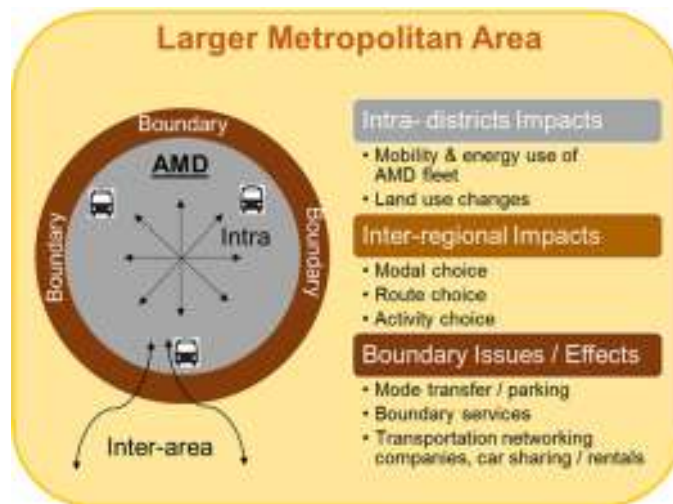 Larger Metropolitan Area
Boundary
AMD
Intra
Boundary
Boundary
Inter-area
Intra- districts Impacts
• Mobility & energy use of
AMD fleet
• Land use changes
Inter-regional Impacts
• Modal choice
• Route choice
• Activity choice
Boundary Issues / Effects
• Mode transfer / parking
• Boundary services
• Transportation networking
companies, car sharing / rentals